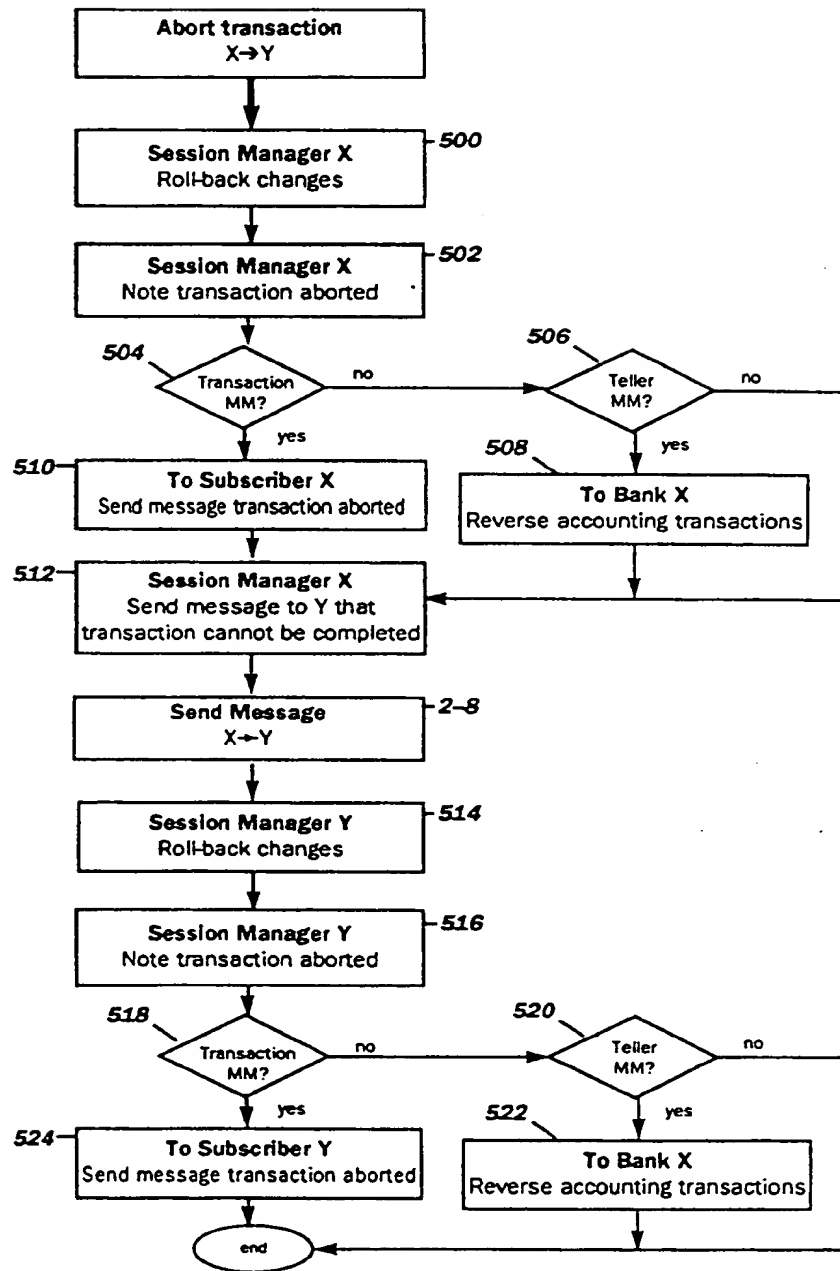 Abort transaction
X→Y
500
Session Manager X
Roll-back changes
502
Session Manager X
Note transaction aborted
504
Transaction
MM?
no
yes
506
Teller
MM?
no
yes
508
To Bank X
Reverse accounting transactions
510
To Subscriber X
Send message transaction aborted
512
Session Manager X
Send message to Y that
transaction cannot be completed
2-8
Send Message
X→Y
514
Session Manager Y
Roll-back changes
516
Session Manager Y
Note transaction aborted
518
Transaction
MM?
no
yes
520
Teller
MM?
no
yes
522
To Bank X
Reverse accounting transactions
524
To Subscriber Y
Send message transaction aborted
end